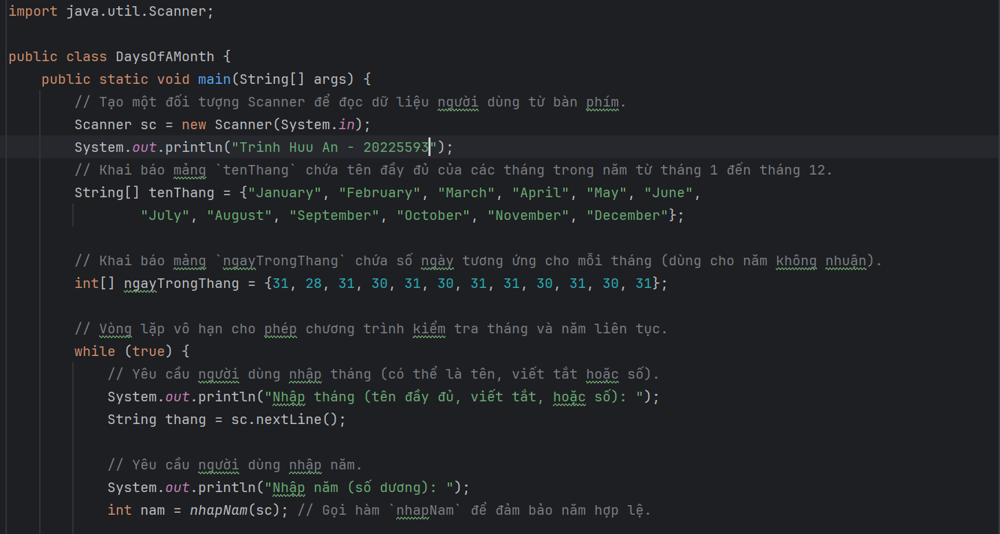 import java.util.Scanner;
public class DaysOfAMonth {
public static void main(String[] args) {
// Tạo một đối tượng Scanner để đọc dữ liệu người dùng từ bàn phím.
Scanner sc = new Scanner(System.in);
System.out.println("Trinh Huu An - 20225593");
// Khai báo mảng `tenThang` chứa tên đầy đủ của các tháng trong năm từ tháng 1 đến tháng 12.
String[] tenThang = {"January", "February", "March", "April", "May", "June",
"July", "August", "September", "October", "November", "December"};
// Khai báo mảng `ngayTrongThang` chứa số ngày tương ứng cho mỗi tháng (dùng cho năm không nhuận).
int[] ngayTrongThang = {31, 28, 31, 30, 31, 30, 31, 31, 30, 31, 30, 31};
// Vòng lặp vô hạn cho phép chương trình kiểm tra tháng và năm liên tục.
while (true) {
// Yêu cầu người dùng nhập tháng (có thể là tên, viết tắt hoặc số).
System.out.println("Nhập tháng (tên đầy đủ, viết tắt, hoặc số): ");
String thang = sc.nextLine();
// Yêu cầu người dùng nhập năm.
System.out.println("Nhập năm (số dương): ");
int nam = nhapNam(sc); // Gọi hàm `nhapNam` để đảm bảo năm hợp lệ.